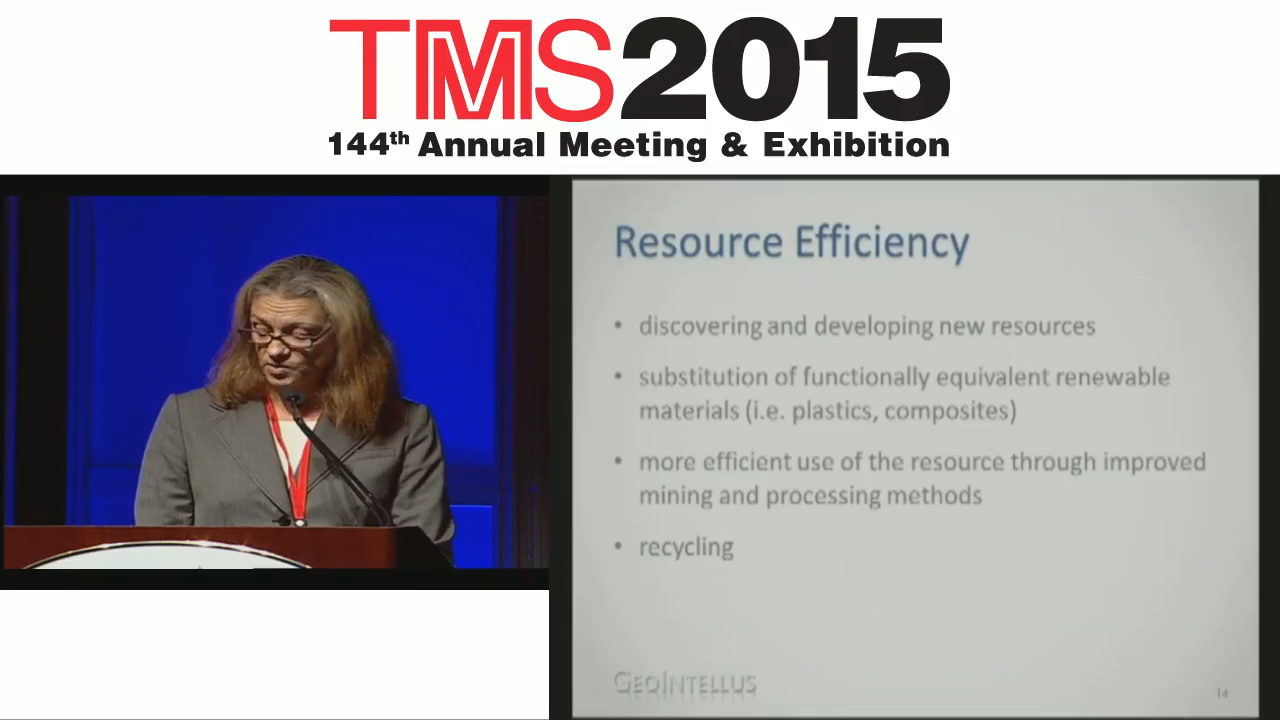 TMS2015
144th Annual Meeting & Exhibition
Resource Efficiency
• discovering and developing new resources
• substitution of functionally equivalent renewable
materials (i.e. plastics, composites)
• more efficient use of the resource through improved
mining and processing methods
• recycling
GEOINTELLUS
14